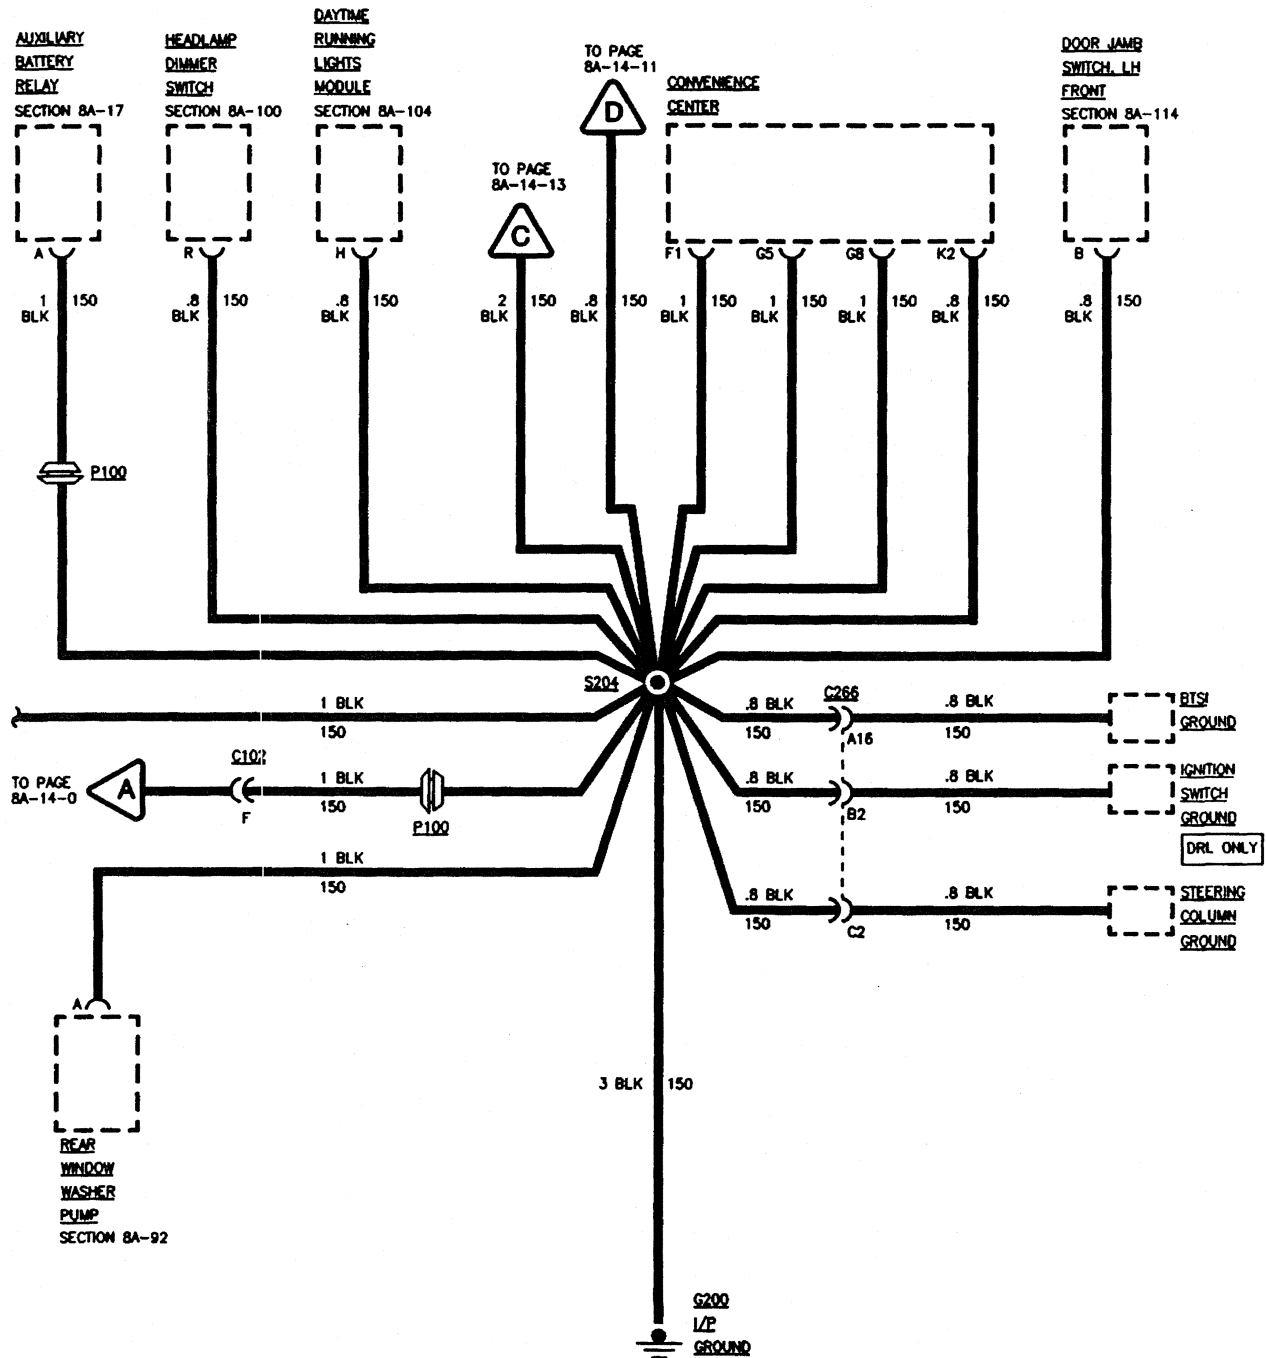 AUXILIARY
BATTERY
RELAY
SECTION 8A-17
HEADLAMP
DIMMER
SWITCH
SECTION 8A-100
DAYTIME
RUNNING
LIGHTS
MODULE
SECTION 8A-104
TO PAGE
8A-14-11
D
TO PAGE
8A-14-13
C
CONVENIENCE
CENTER
DOOR JAMB
SWITCH, LH
FRONT
SECTION 8A-114
A
R
H
F1
G5
G8
K2
B
1
BLK
150
.8
BLK
150
.8
BLK
150
2
BLK
150
.8
BLK
150
1
BLK
150
1
BLK
150
1
BLK
150
.8
BLK
150
.8
BLK
150
P100
S204
1 BLK
150
.8 BLK
150
C266
A16
.8 BLK
150
BTSI
GROUND
TO PAGE
8A-14-0
A
C102
F
1 BLK
150
P100
.8 BLK
150
B2
.8 BLK
150
IGNITION
SWITCH
GROUND
DRL ONLY
1 BLK
150
.8 BLK
150
C2
.8 BLK
150
STEERING
COLUMN
GROUND
A
REAR
WINDOW
WASHER
PUMP
SECTION 8A-92
3 BLK
150
G200
I/P
GROUND